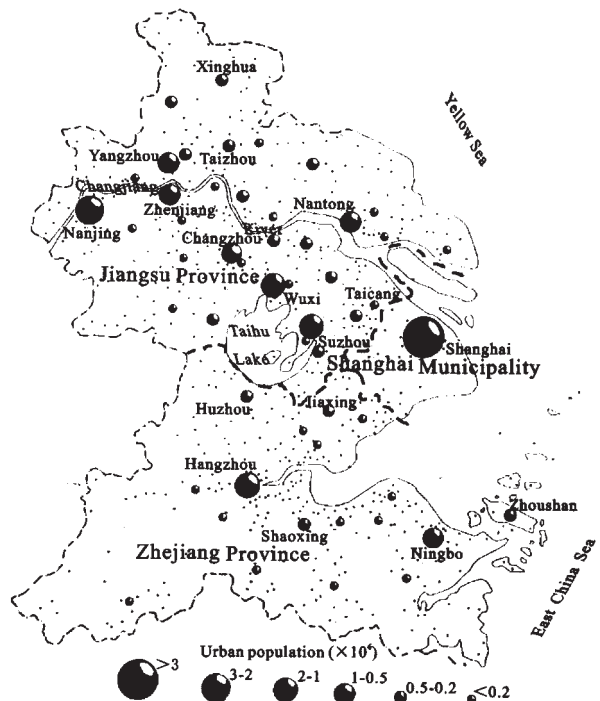 Xinghua
Yellow Sea
Yangzhou
Taizhou
Changjiang
Zhenjiang
Nantong
Nanjing
River
Changzhou
Jiangsu Province
Wuxi
Taicang
Taihu
Lake
Suzhou
Shanghai
Shanghai Municipality
Huzhou
Jiaxing
Hangzhou
Zhoushan
Shaoxing
Ningbo
Zhejiang Province
East China Sea
Urban population (×10⁶)
>3
3-2
2-1
1-0.5
0.5-0.2
<0.2